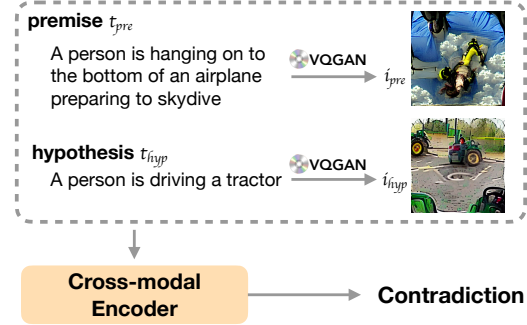 premise t_pre
A person is hanging on to
the bottom of an airplane
preparing to skydive
VQGAN
i_pre
hypothesis t_hyp
A person is driving a tractor
VQGAN
i_hyp
Cross-modal
Encoder
Contradiction